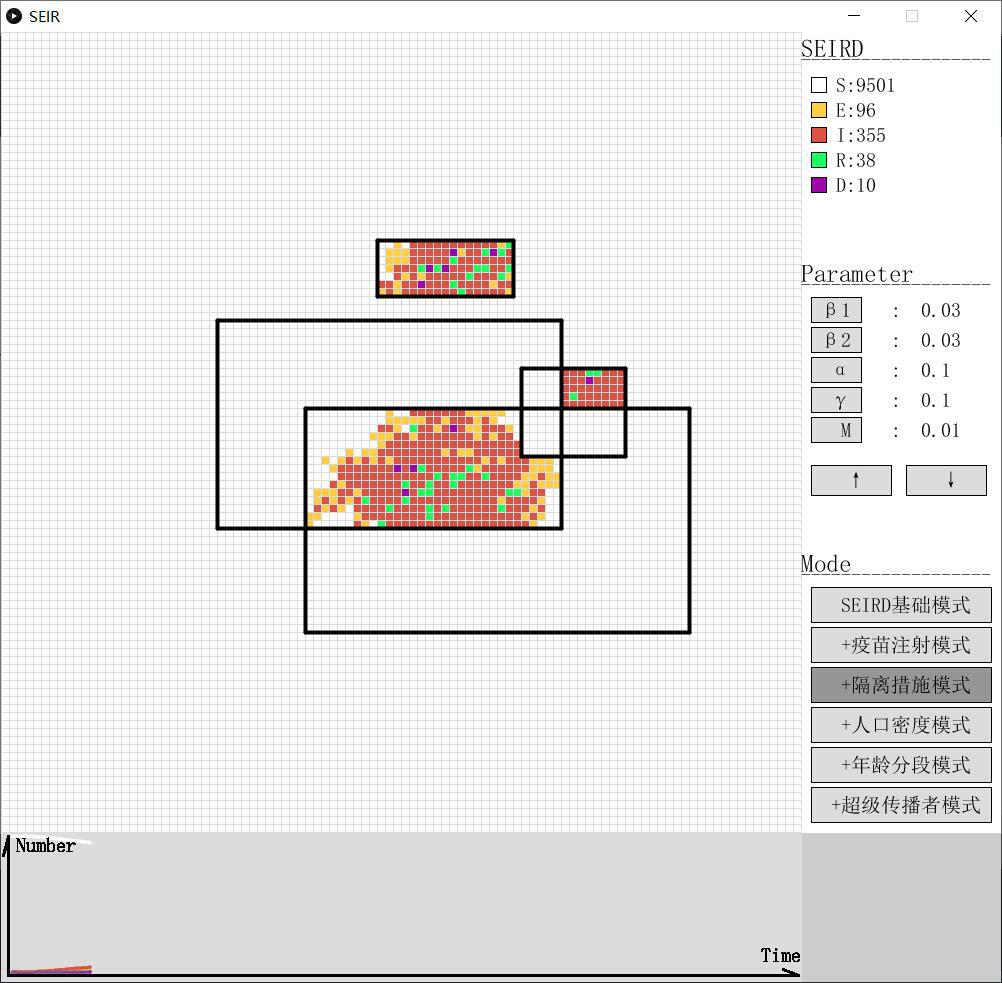 SEIR
SEIRD
S:9501
E:96
I:355
R:38
D:10
Parameter
β1 : 0.03
β2 : 0.03
α : 0.1
γ : 0.1
M : 0.01
↑ ↓
Mode
SEIRD基础模式
+疫苗注射模式
+隔离措施模式
+人口密度模式
+年龄分段模式
+超级传播者模式
Number
Time